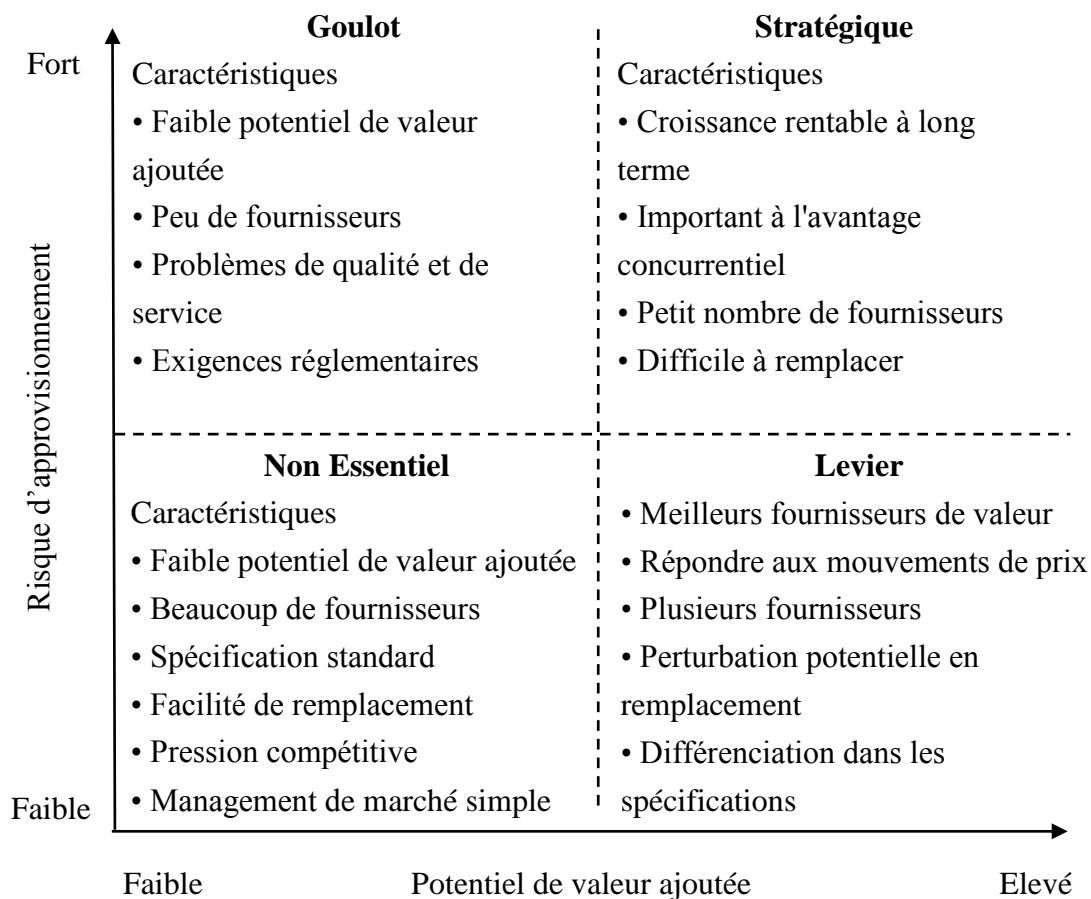 Goulot
Caractéristiques
• Faible potentiel de valeur
ajoutée
• Peu de fournisseurs
• Problèmes de qualité et de
service
• Exigences réglementaires
Stratégique
Caractéristiques
• Croissance rentable à long
terme
• Important à l'avantage
concurrentiel
• Petit nombre de fournisseurs
• Difficile à remplacer
Fort
Risque d’approvisionnement
Faible
Non Essentiel
Caractéristiques
• Faible potentiel de valeur ajoutée
• Beaucoup de fournisseurs
• Spécification standard
• Facilité de remplacement
• Pression compétitive
• Management de marché simple
Levier
• Meilleurs fournisseurs de valeur
• Répondre aux mouvements de prix
• Plusieurs fournisseurs
• Perturbation potentielle en
remplacement
• Différenciation dans les
spécifications
Faible
Potentiel de valeur ajoutée
Elevé